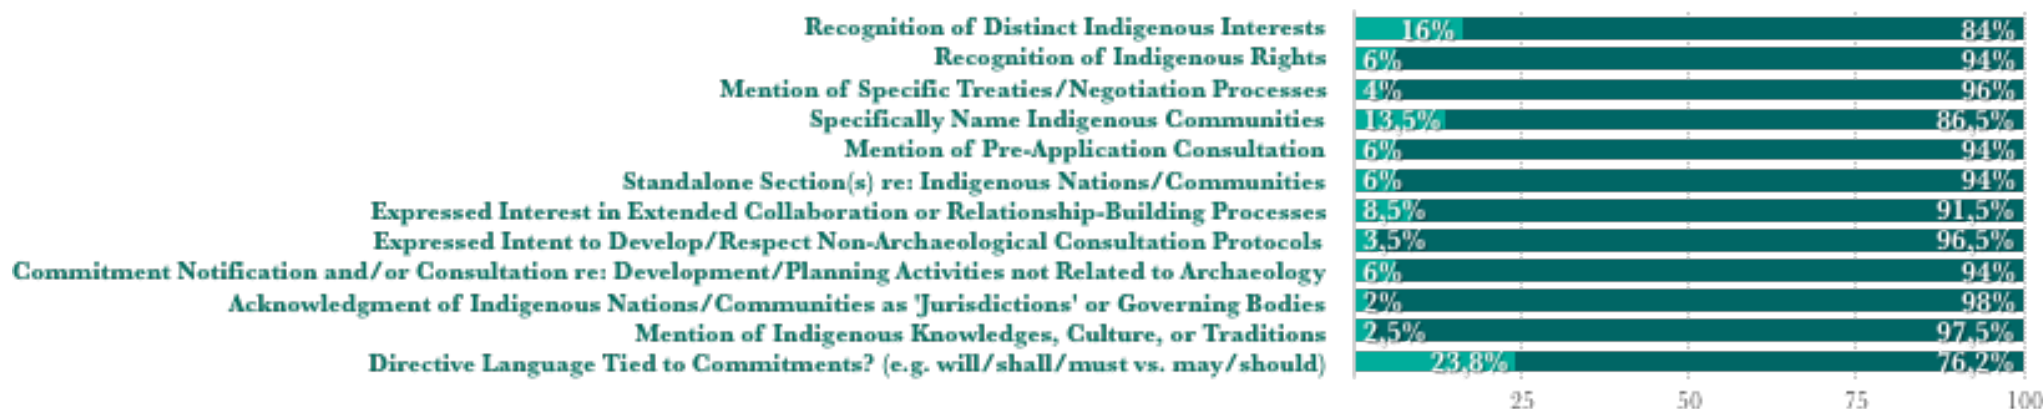 Recognition of Distinct Indigenous Interests 16% 84%
Recognition of Indigenous Rights 6% 94%
Mention of Specific Treaties/Negotiation Processes 4% 96%
Specifically Name Indigenous Communities 13,5% 86,5%
Mention of Pre-Application Consultation 6% 94%
Standalone Section(s) re: Indigenous Nations/Communities 6% 94%
Expressed Interest in Extended Collaboration or Relationship-Building Processes 8,5% 91,5%
Expressed Intent to Develop/Respect Non-Archaeological Consultation Protocols 3,5% 96,5%
Commitment Notification and/or Consultation re: Development/Planning Activities not Related to Archaeology 6% 94%
Acknowledgment of Indigenous Nations/Communities as 'Jurisdictions' or Governing Bodies 2% 98%
Mention of Indigenous Knowledges, Culture, or Traditions 2,5% 97,5%
Directive Language Tied to Commitments? (e.g. will/shall/must vs. may/should) 23,8% 76,2%
25 50 75 100